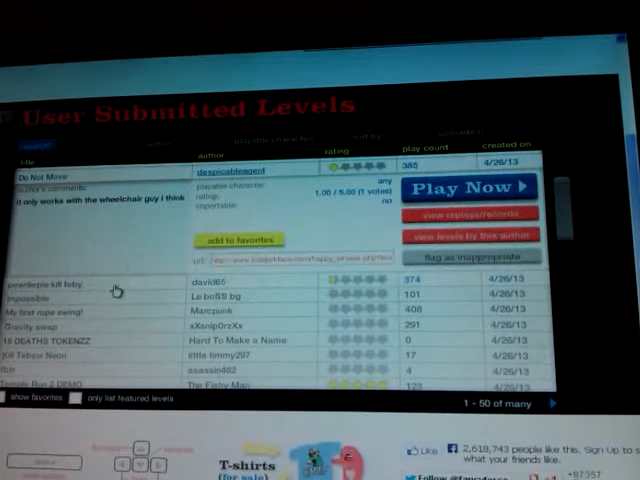 User Submitted Levels
search
playable character
sort by
title author rating play count created on
Do Not Move despicableagent 385 4/26/13
author's comments:
it only works with the wheelchair guy i think
playable character: any
rating: 1.00 / 5.00 (1 votes)
importable: no
Play Now
view replays/records
view levels by this author
flag as inappropriate
add to favorites
url:
pewdiepie kill toby david65 374 4/26/13
impossible Le boSS bg 101 4/26/13
My first rope swing! Marcpunk 408 4/26/13
Gravity swap sXsnip0rzXx 291 4/26/13
18 DEATHS TOKENZZ Hard To Make a Name 0 4/26/13
Kill Tebow Neon little timmy297 17 4/26/13
asassin462 4 4/26/13
Temple Run 2 DEMO The Fishy Man 123 4/26/13
show favorites only list featured levels 1 - 50 of many
T-shirts
(for sale)
Like 2,618,743 people like this. Sign Up to s
what your friends like.
Follow @fancyforce +87357